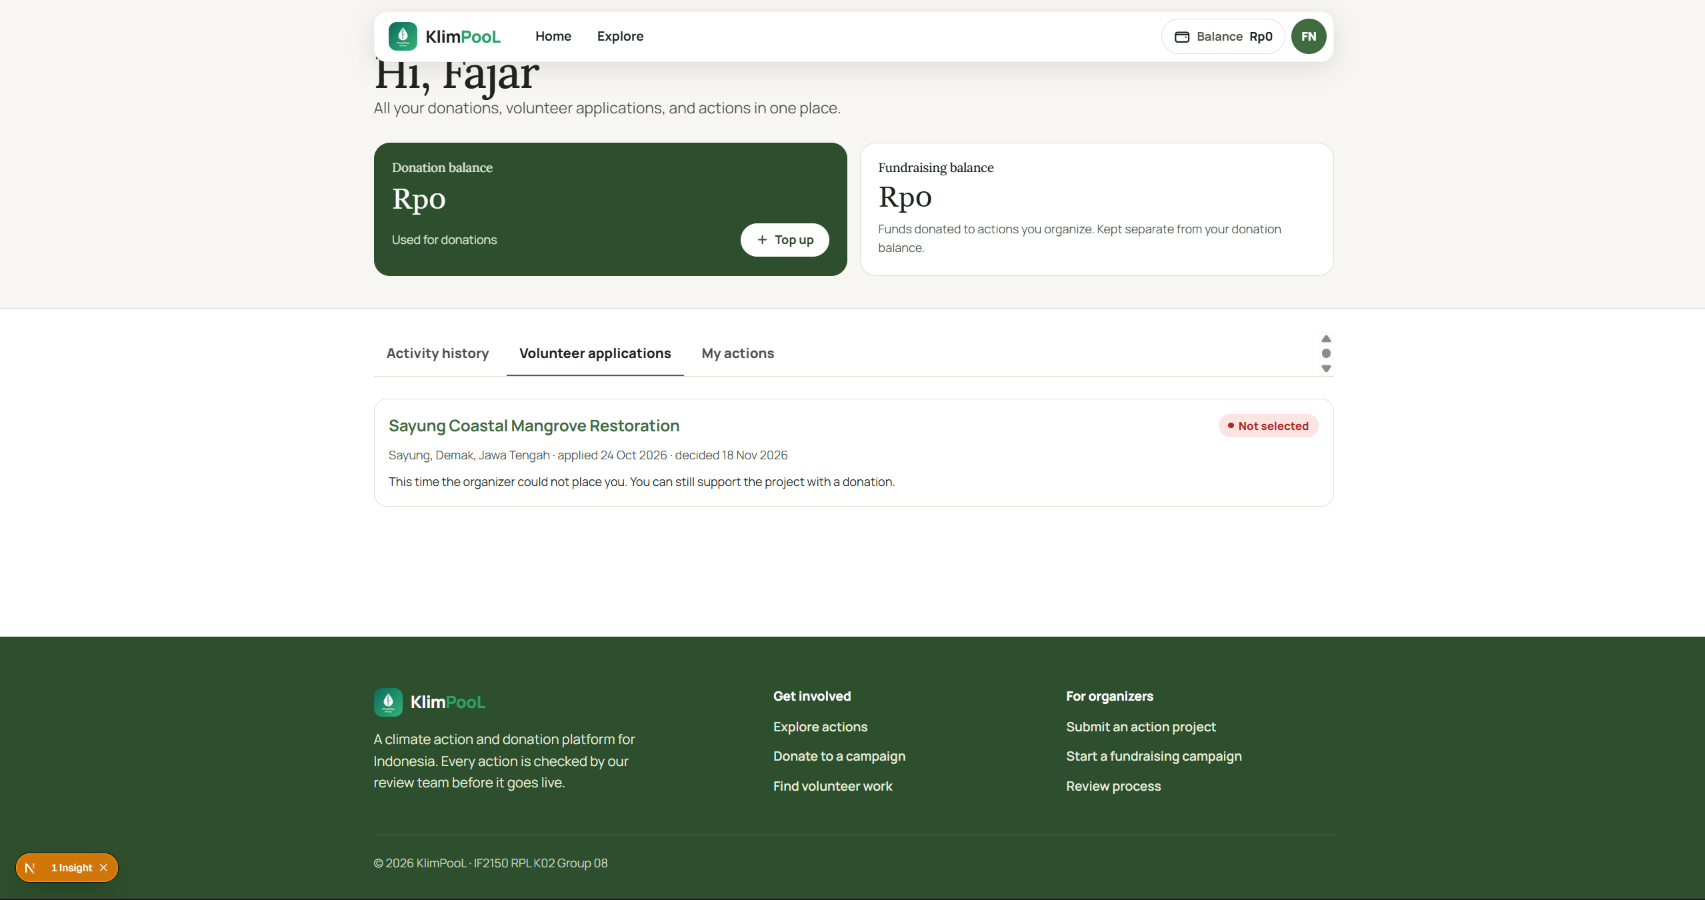 KlimPooL
Home
Explore
Balance Rp0
FN
Hi, Fajar
All your donations, volunteer applications, and actions in one place.
Donation balance
Rp0
Used for donations
+ Top up
Fundraising balance
Rp0
Funds donated to actions you organize. Kept separate from your donation
balance.
Activity history
Volunteer applications
My actions
Sayung Coastal Mangrove Restoration
Not selected
Sayung, Demak, Jawa Tengah · applied 24 Oct 2026 · decided 18 Nov 2026
This time the organizer could not place you. You can still support the project with a donation.
KlimPooL
A climate action and donation platform for
Indonesia. Every action is checked by our
review team before it goes live.
Get involved
Explore actions
Donate to a campaign
Find volunteer work
For organizers
Submit an action project
Start a fundraising campaign
Review process
© 2026 KlimPooL · IF2150 RPL K02 Group 08
N 1 Insight ×